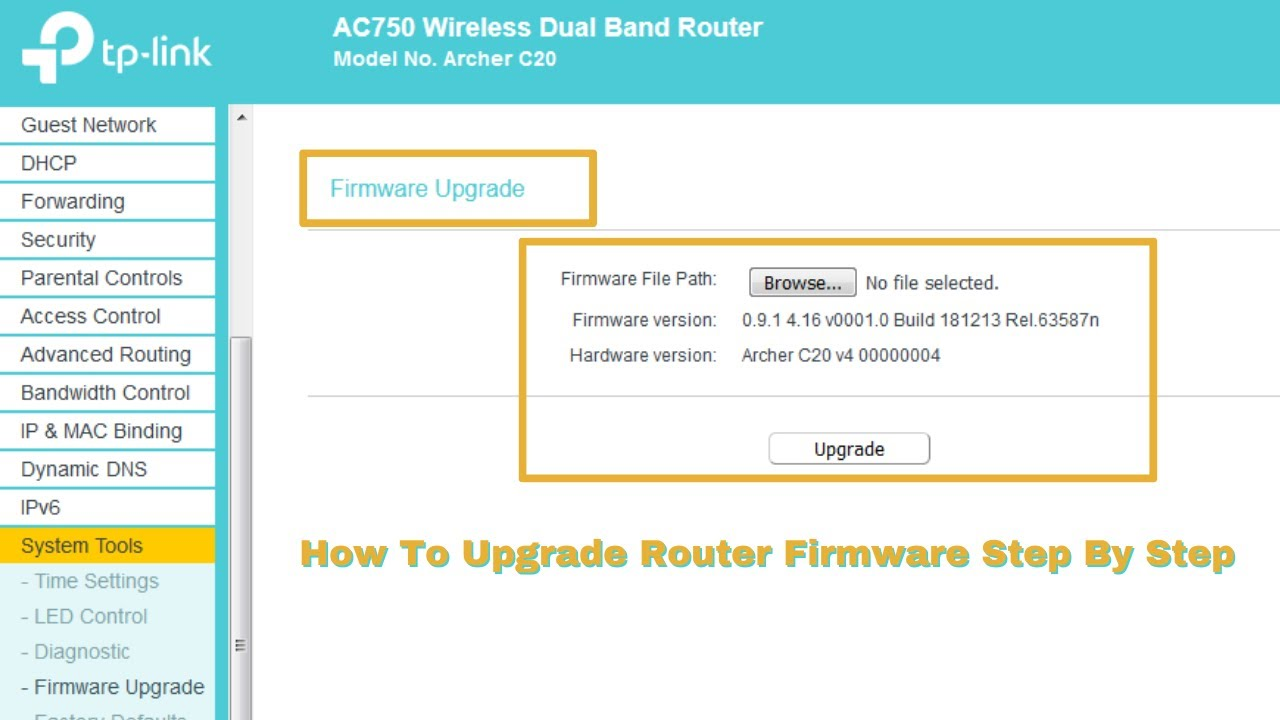 tp-link
AC750 Wireless Dual Band Router
Model No. Archer C20
Guest Network
DHCP
Forwarding
Security
Parental Controls
Access Control
Advanced Routing
Bandwidth Control
IP & MAC Binding
Dynamic DNS
IPv6
System Tools
- Time Settings
- LED Control
- Diagnostic
- Firmware Upgrade
- Factory Defaults
Firmware Upgrade
Firmware File Path: Browse... No file selected.
Firmware version: 0.9.1 4.16 v0001.0 Build 181213 Rel.63587n
Hardware version: Archer C20 v4 00000004
Upgrade
How To Upgrade Router Firmware Step By Step